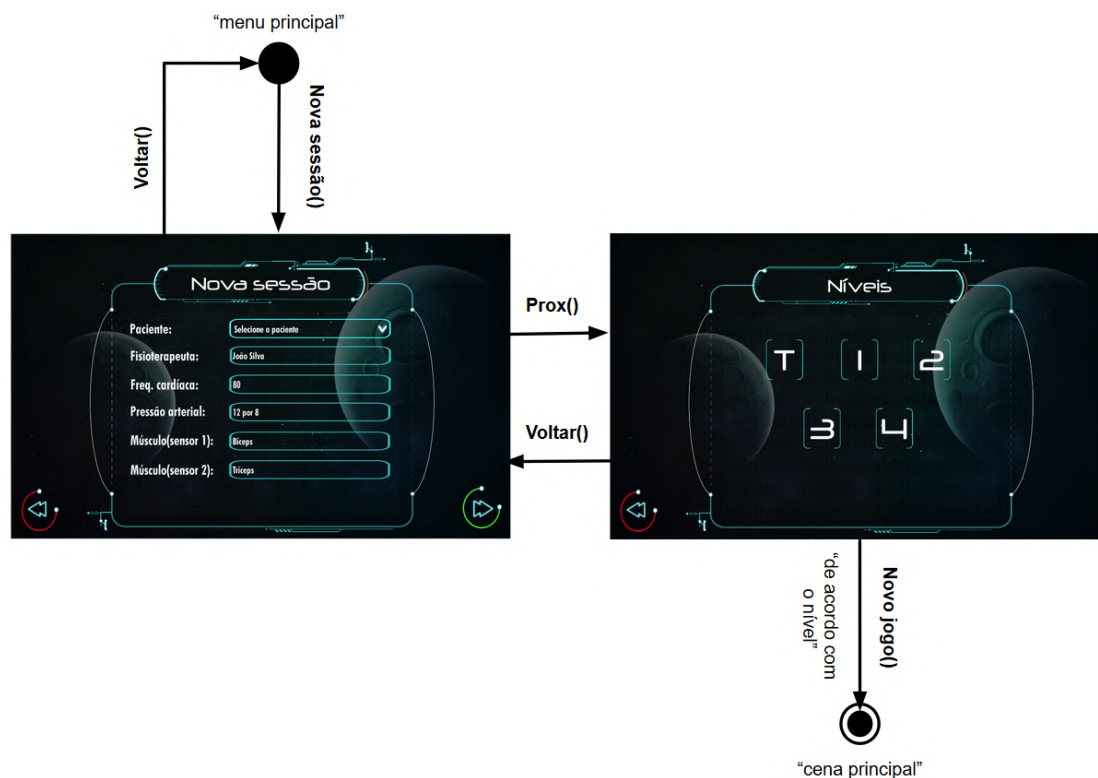 “menu principal”
Voltar()
Nova sessão()
Nova sessão
Paciente:
Selecione o paciente
Fisioterapeuta:
João Silva
Freq. cardíaca:
80
Pressão arterial:
12 por 8
Músculo(sensor 1):
Bíceps
Músculo(sensor 2):
Tríceps
Prox()
Voltar()
Níveis
T 1 2
3 4
Novo jogo()
“de acordo com
o nível”
“cena principal”